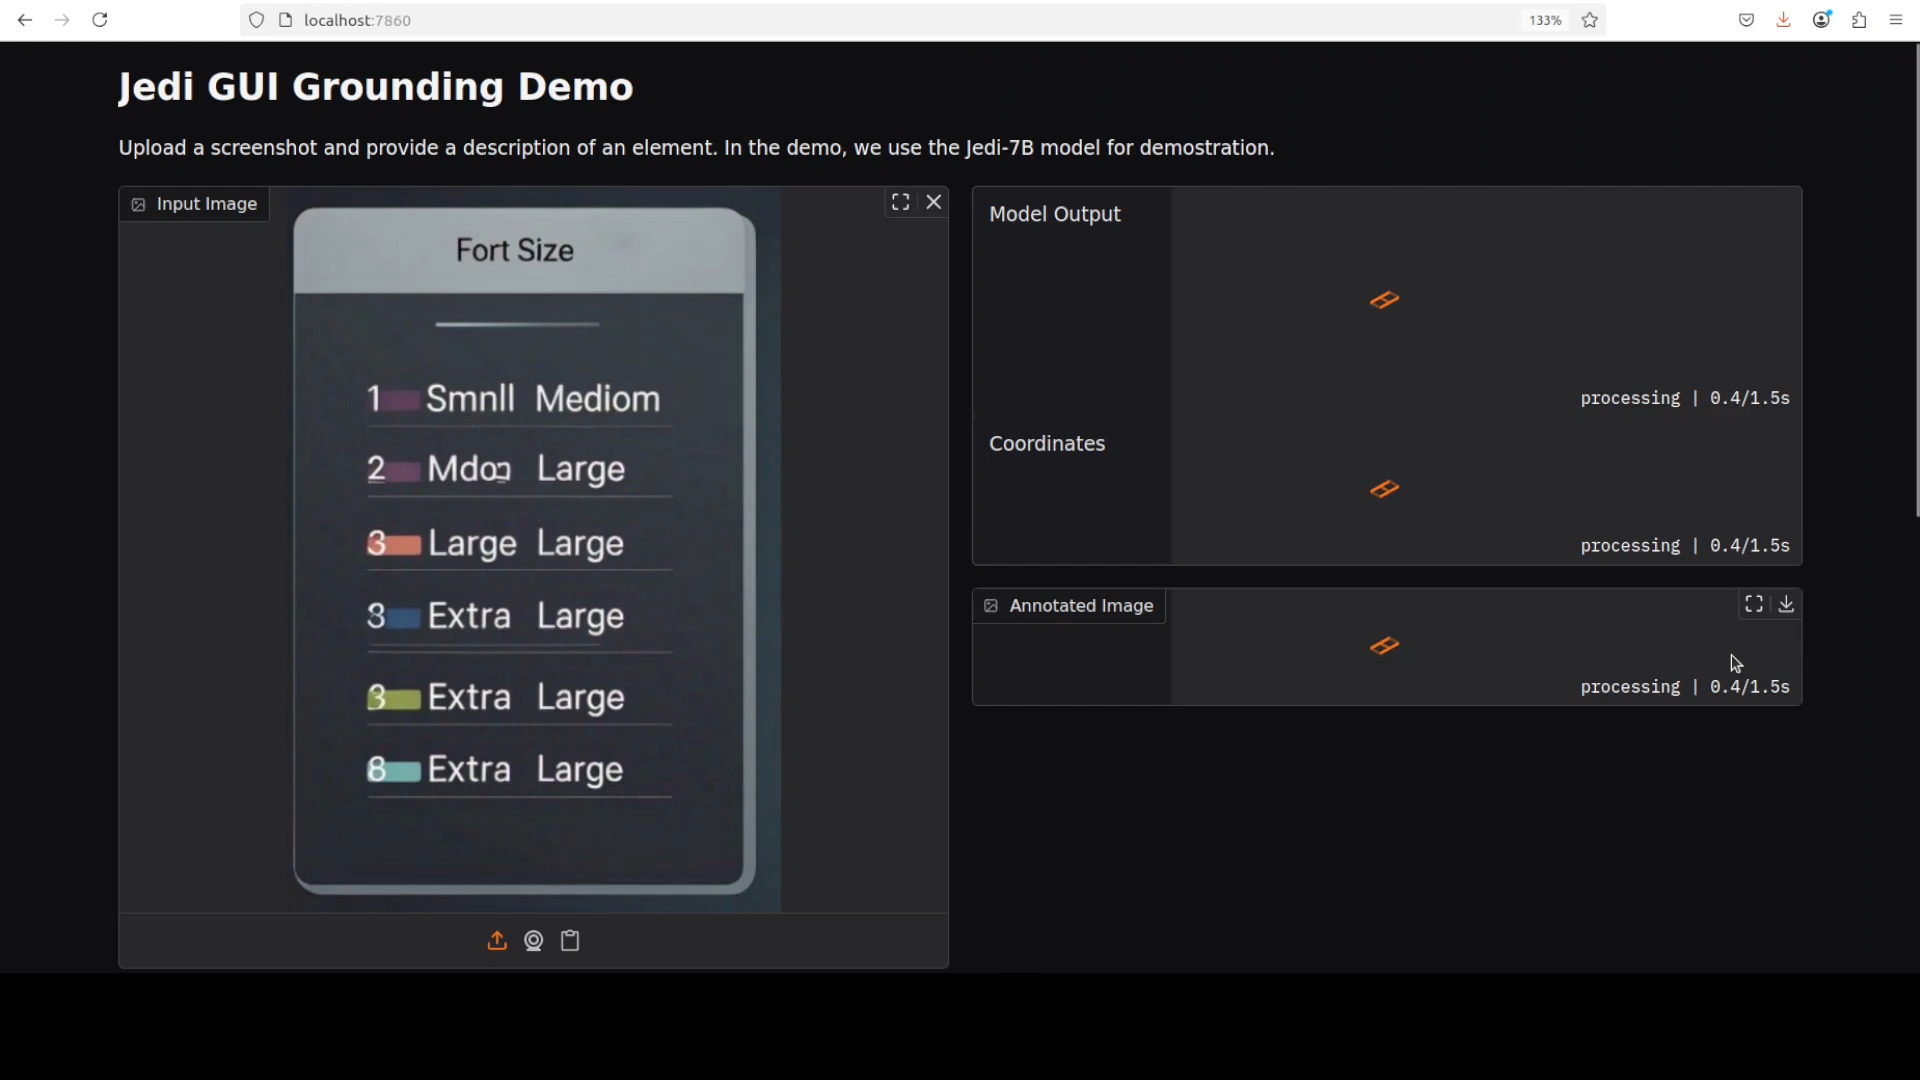 localhost:7860
133%
Jedi GUI Grounding Demo
Upload a screenshot and provide a description of an element. In the demo, we use the Jedi-7B model for demostration.
Input Image
Fort Size
1 Smnll Mediom
2 Large
3 Large Large
3 Extra Large
3 Extra Large
8 Extra Large
Model Output
processing | 0.4/1.5s
Coordinates
processing | 0.4/1.5s
Annotated Image
processing | 0.4/1.5s